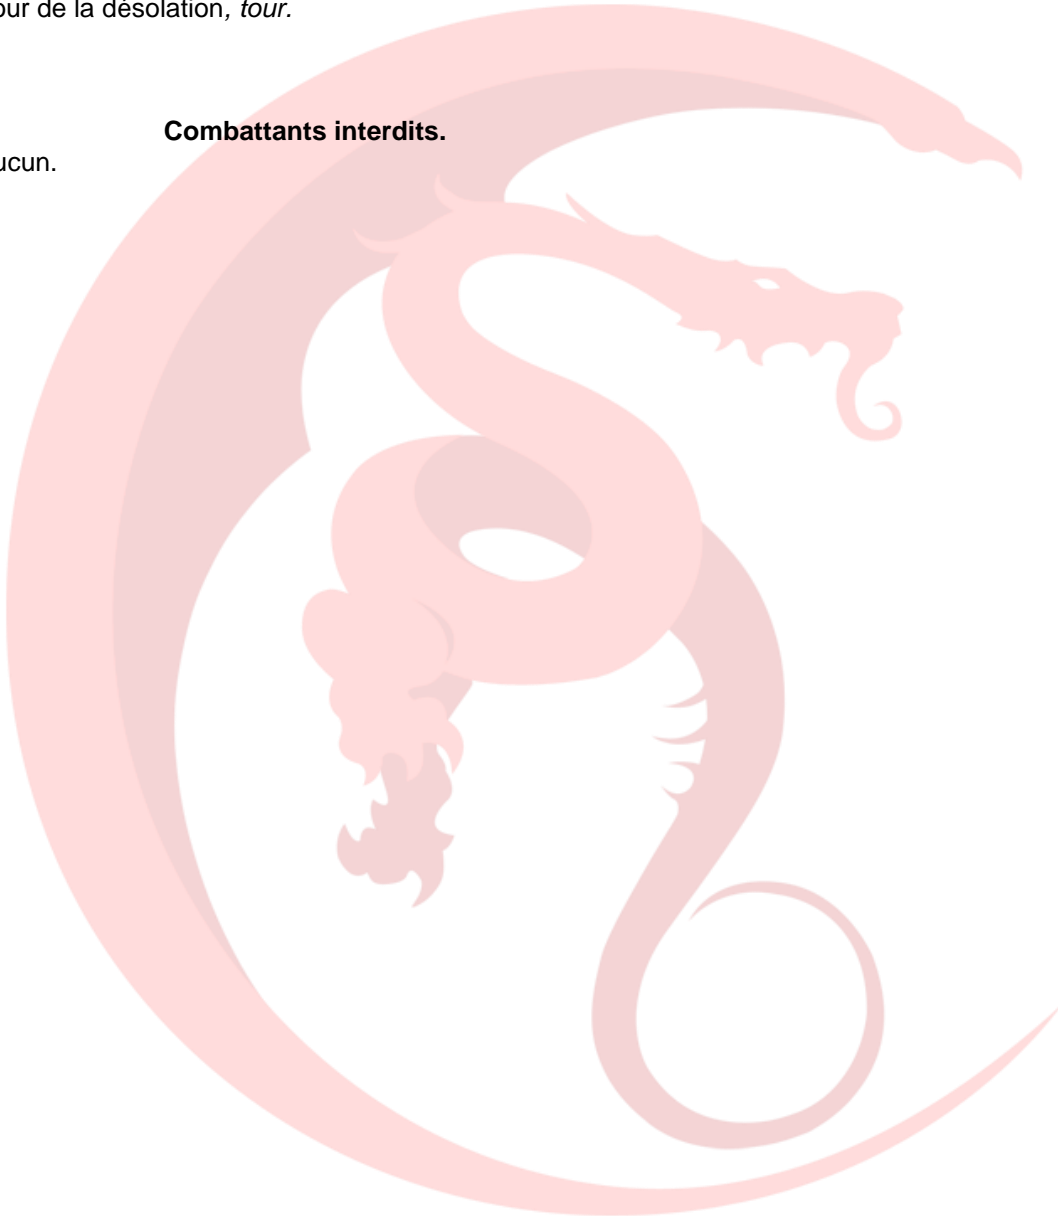 our de la désolation, tour.
Combattants interdits.
ucun.